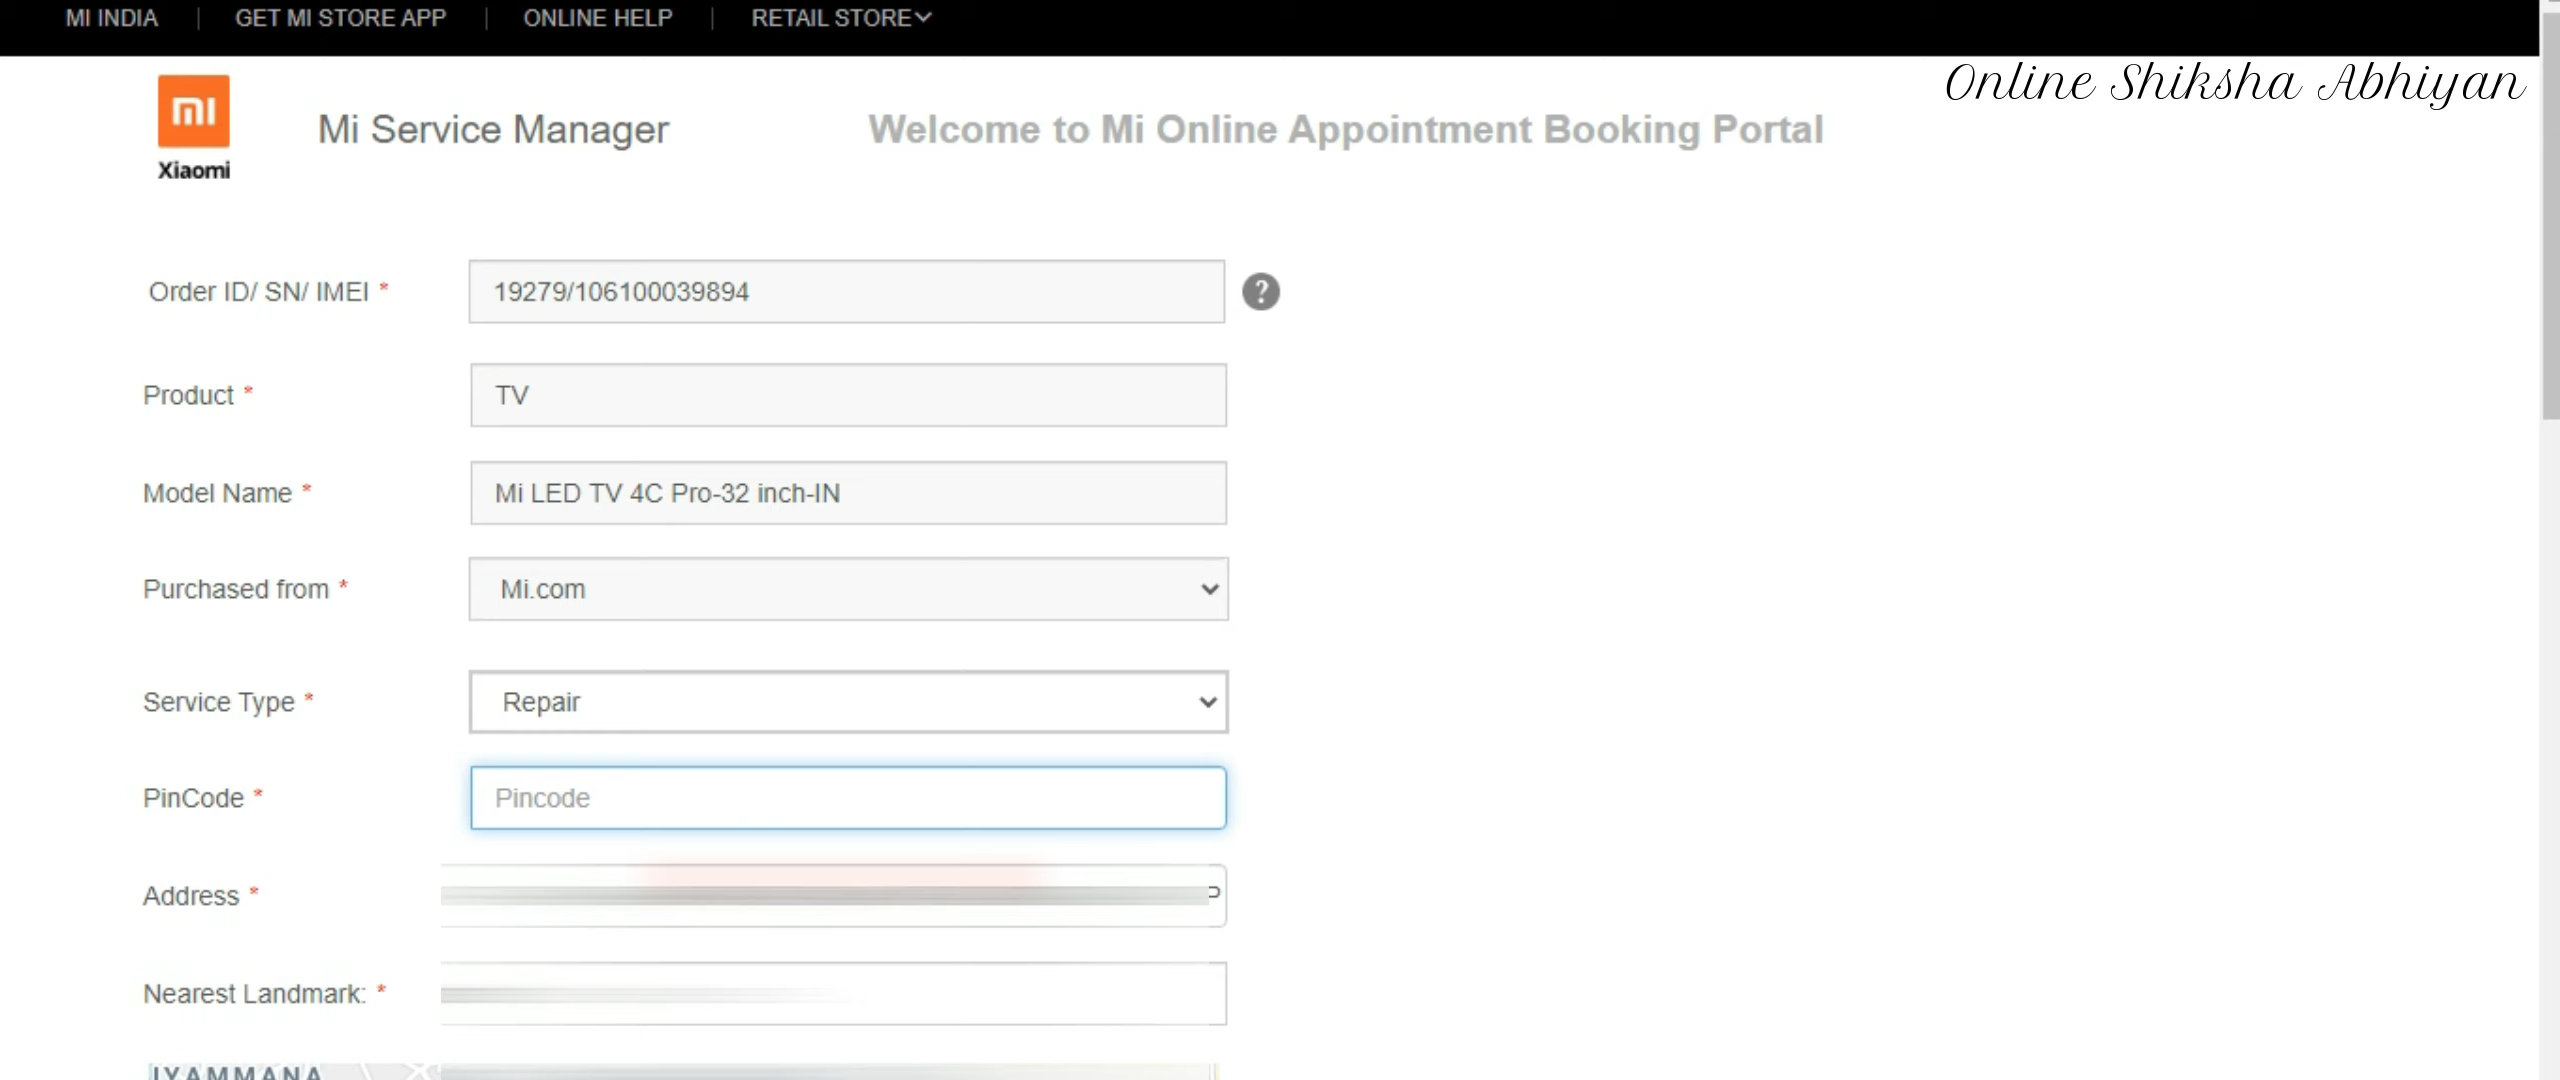 MI INDIA | GET MI STORE APP | ONLINE HELP | RETAIL STORE
Online Shiksha Abhiyan
mi
Xiaomi
Mi Service Manager
Welcome to Mi Online Appointment Booking Portal
Order ID/ SN/ IMEI * 19279/106100039894 ?
Product * TV
Model Name * Mi LED TV 4C Pro-32 inch-IN
Purchased from * Mi.com
Service Type * Repair
PinCode * Pincode
Address *
Nearest Landmark: *
IYAMMANA